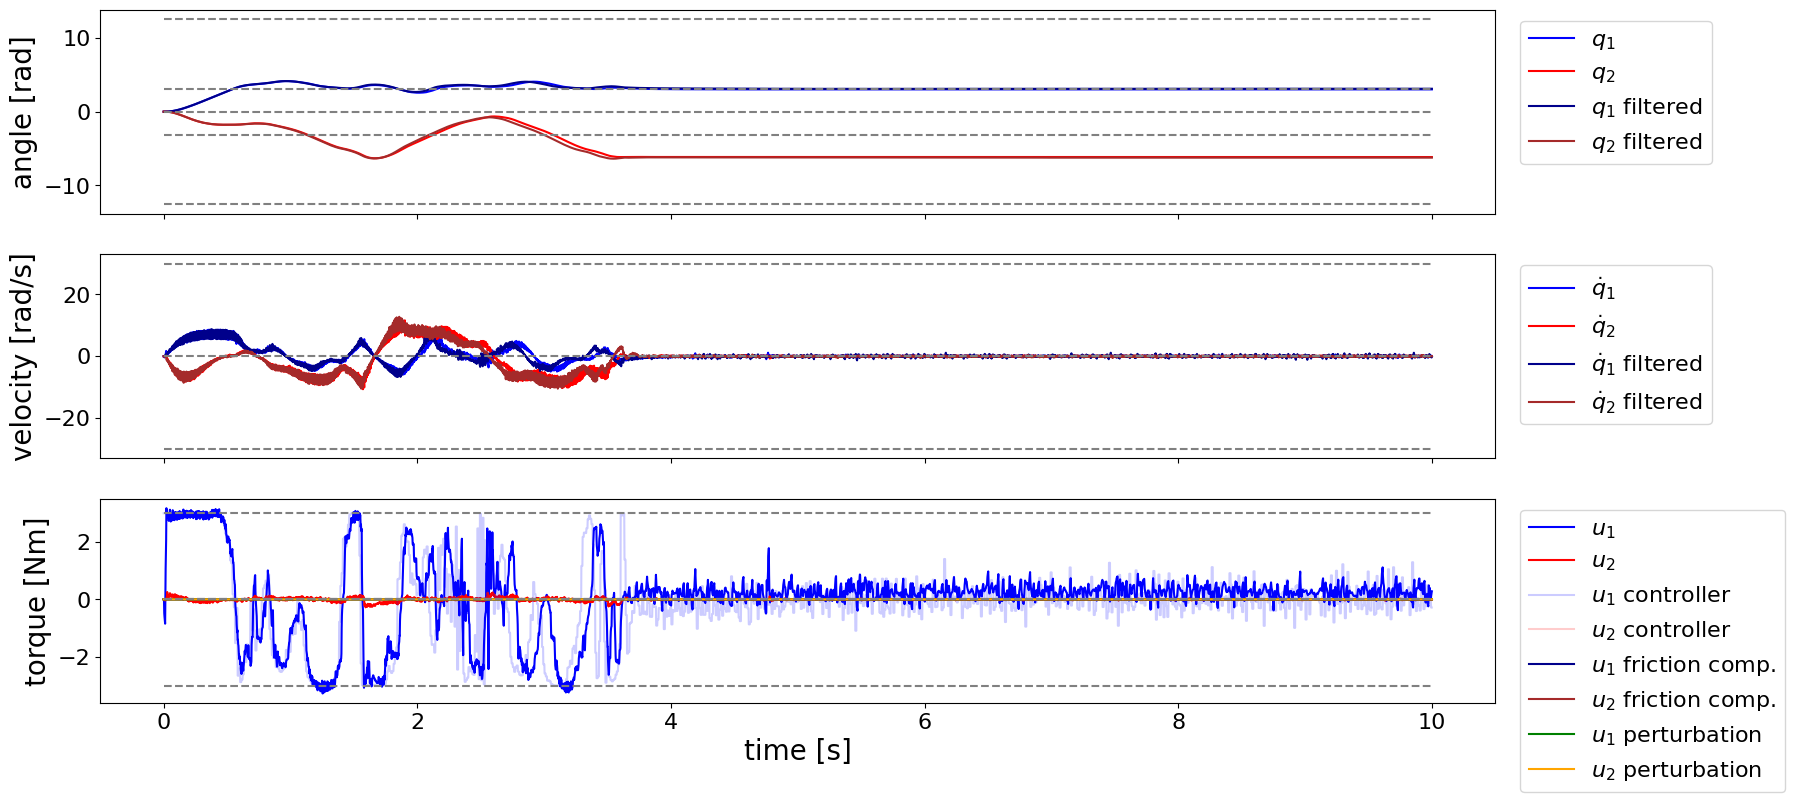 angle [rad]
10
0
−10
q₁
q₂
q₁ filtered
q₂ filtered
velocity [rad/s]
20
0
−20
q̇₁
q̇₂
q̇₁ filtered
q̇₂ filtered
torque [Nm]
2
0
−2
0 2 4 6 8 10
time [s]
u₁
u₂
u₁ controller
u₂ controller
u₁ friction comp.
u₂ friction comp.
u₁ perturbation
u₂ perturbation